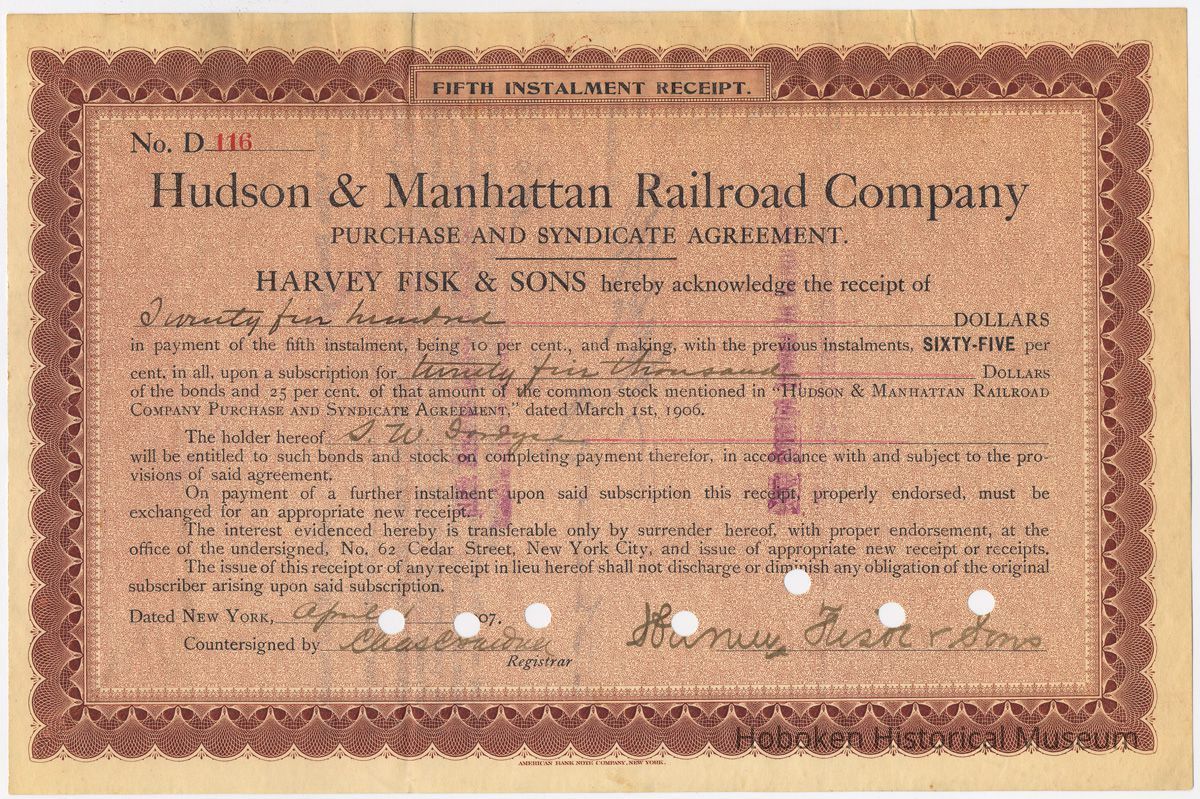 FIFTH INSTALMENT RECEIPT.
No. D 116
Hudson & Manhattan Railroad Company
PURCHASE AND SYNDICATE AGREEMENT.
HARVEY FISK & SONS hereby acknowledge the receipt of
Twenty five hundred DOLLARS
in payment of the fifth instalment, being 10 per cent., and making, with the previous instalments, SIXTY-FIVE per
cent. in all, upon a subscription for twenty five thousand DOLLARS
of the bonds and 25 per cent. of that amount of the common stock mentioned in "HUDSON & MANHATTAN RAILROAD
COMPANY PURCHASE AND SYNDICATE AGREEMENT," dated March 1st, 1906.
The holder hereof S. W. Fordyce
will be entitled to such bonds and stock on completing payment therefor, in accordance with and subject to the pro-
visions of said agreement.
On payment of a further instalment upon said subscription this receipt, properly endorsed, must be
exchanged for an appropriate new receipt.
The interest evidenced hereby is transferable only by surrender hereof, with proper endorsement, at the
office of the undersigned, No. 62 Cedar Street, New York City, and issue of appropriate new receipt or receipts.
The issue of this receipt or of any receipt in lieu hereof shall not discharge or diminish any obligation of the original
subscriber arising upon said subscription.
Dated NEW YORK, April 07.
Countersigned by Harvey Fisk & Sons
Registrar
AMERICAN BANK NOTE COMPANY, NEW YORK.
Hoboken Historical Museum